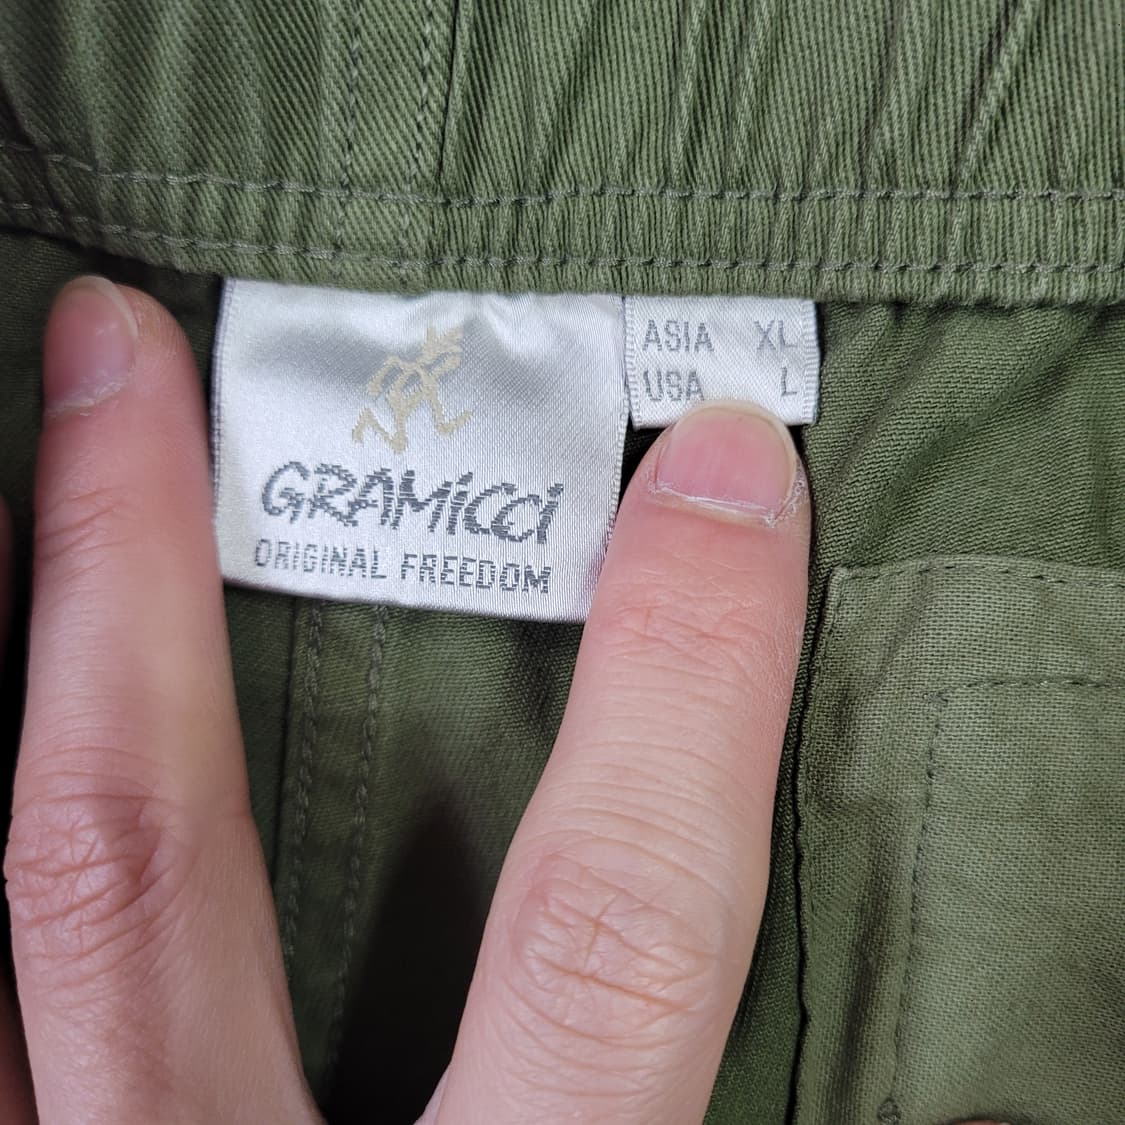 GRAMiCCi
ORIGINAL FREEDOM
ASIA XL
USA L